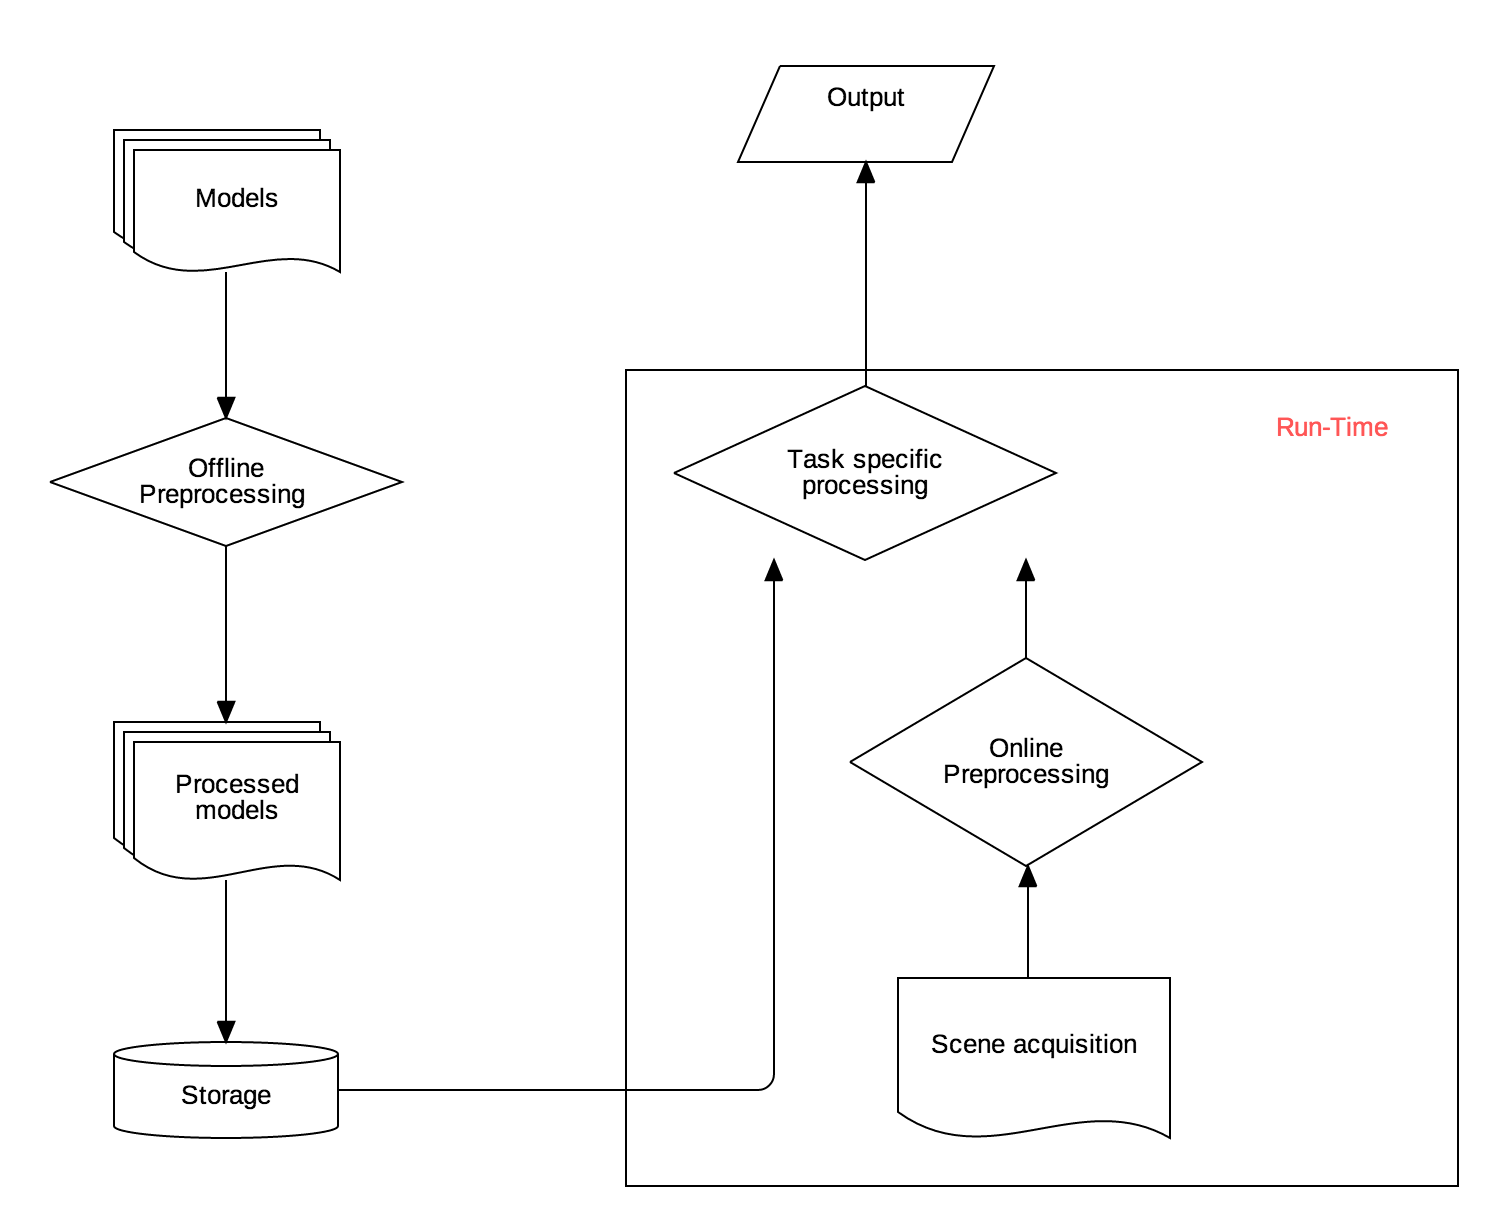 Output
Models
Run-Time
Offline
Preprocessing
Task specific
processing
Processed
models
Online
Preprocessing
Storage
Scene acquisition